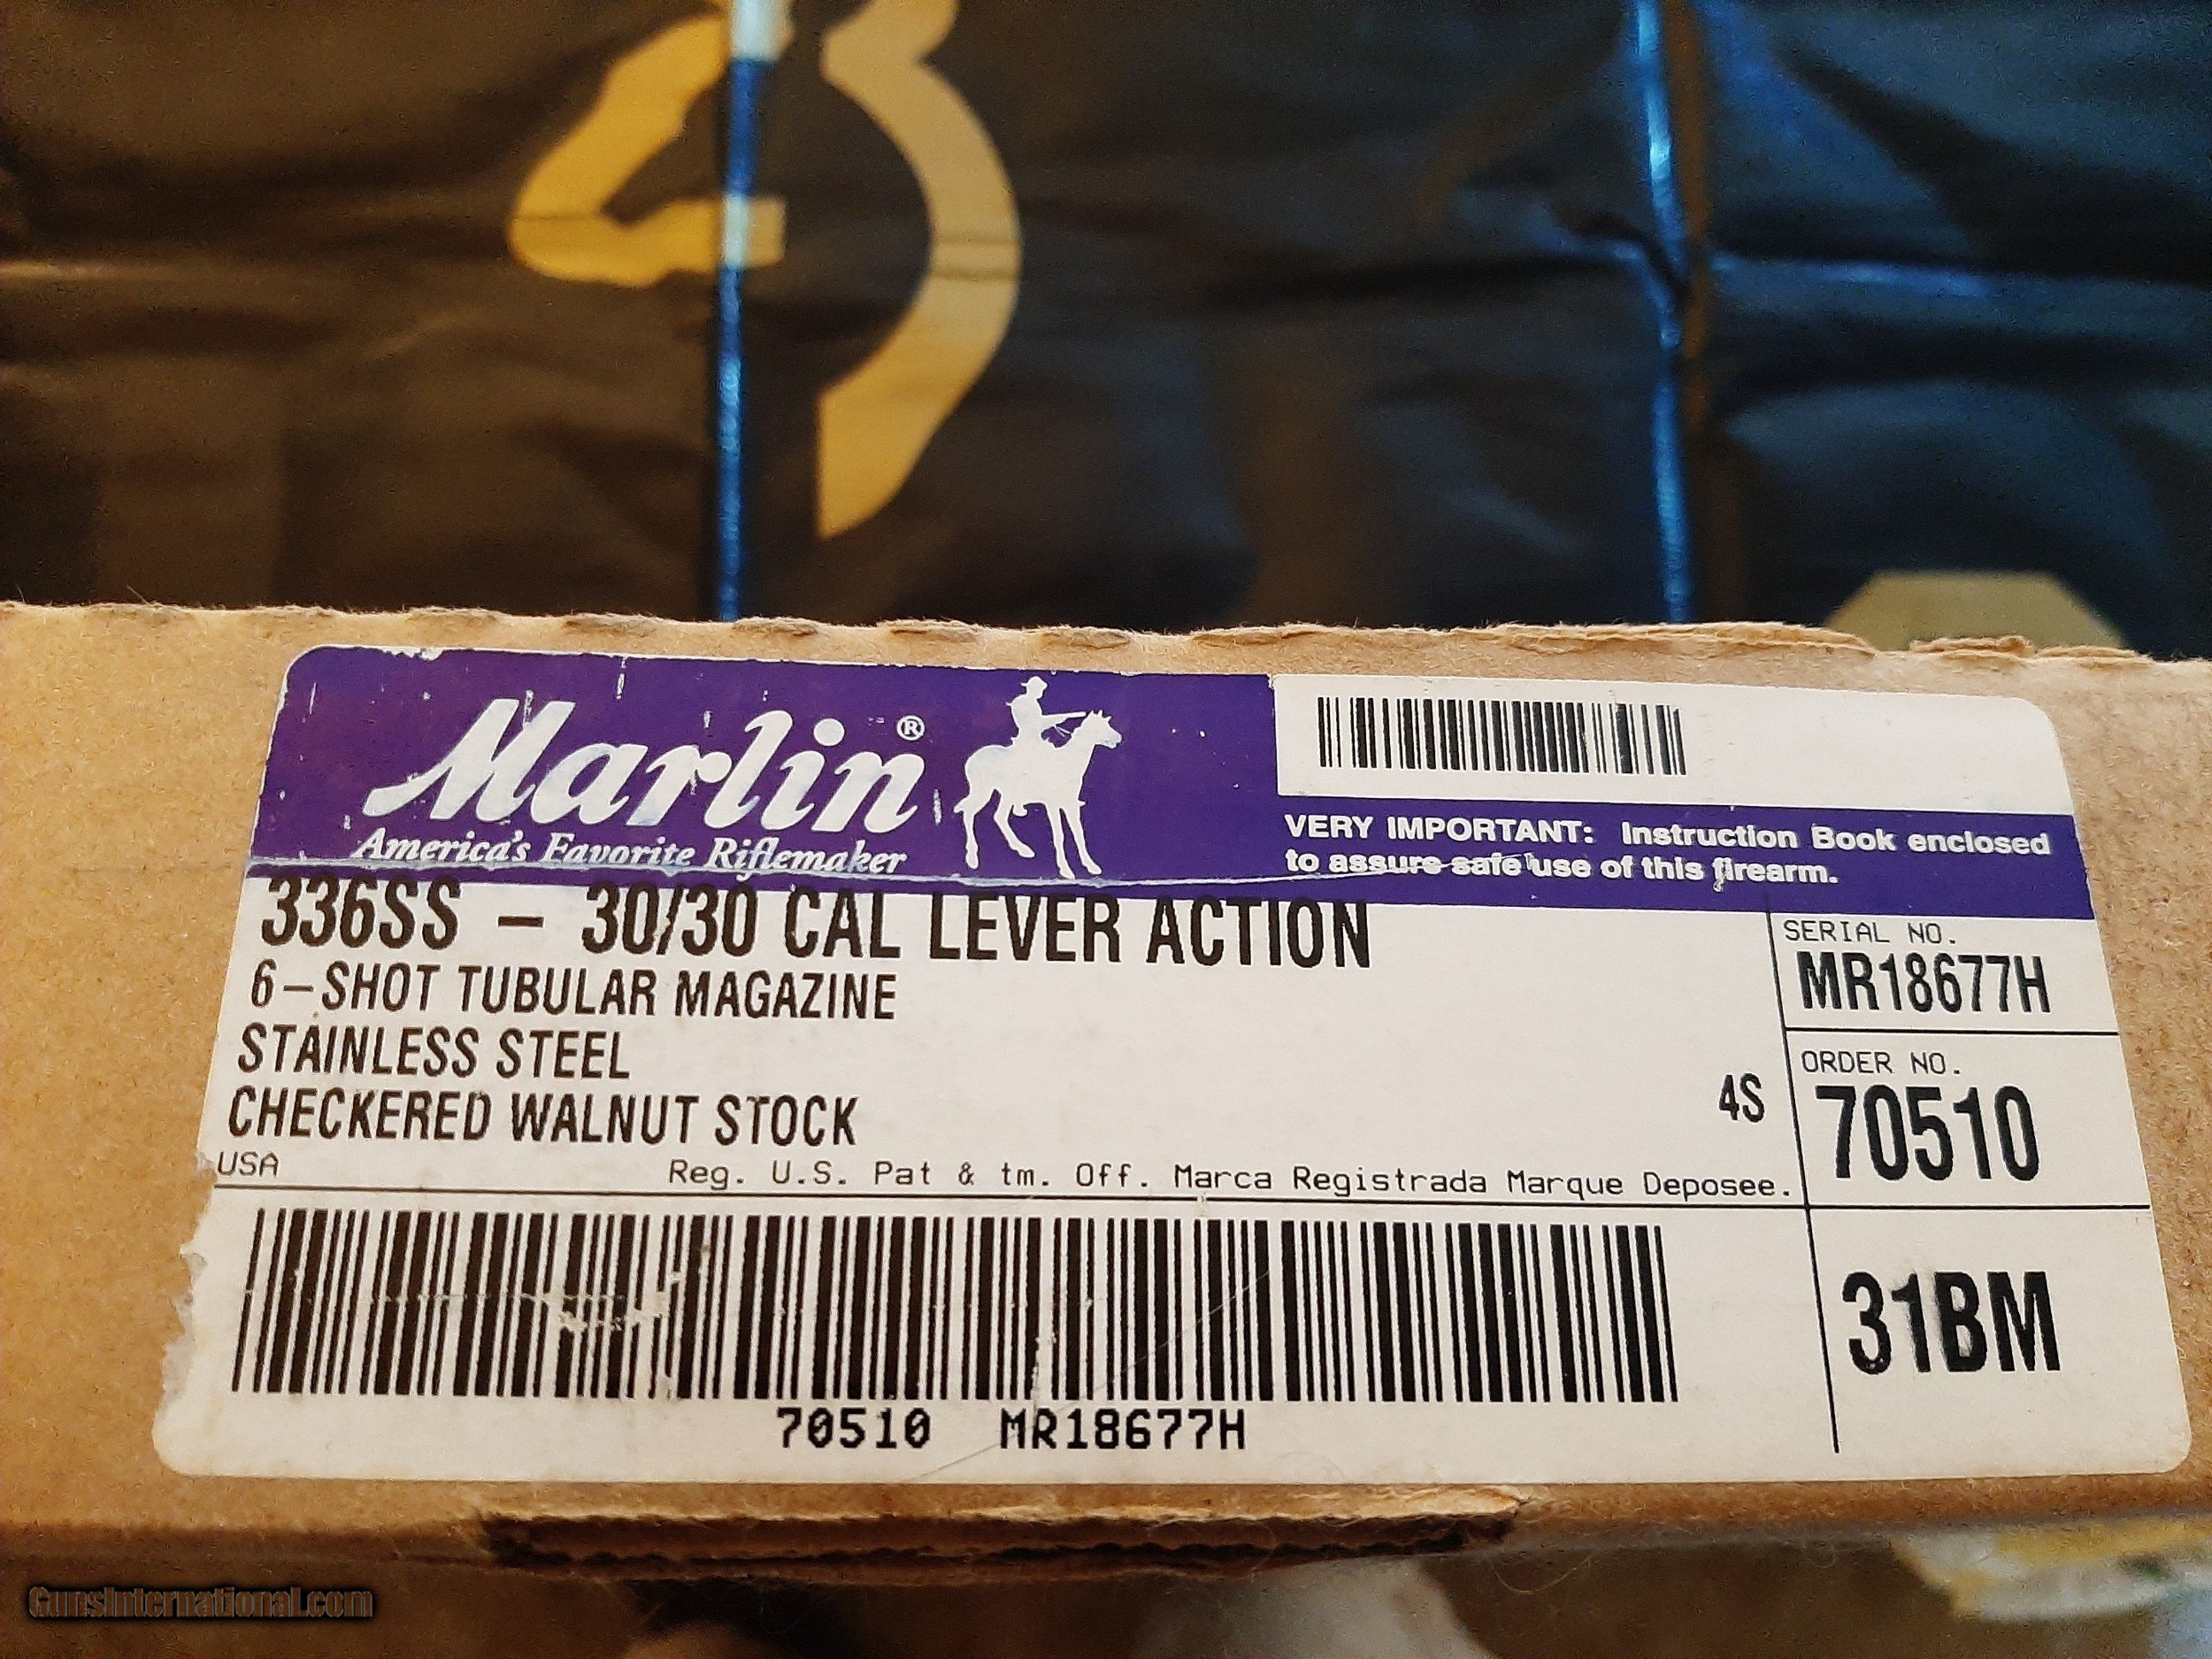 Marlin®
America's Favorite Riflemaker
VERY IMPORTANT: Instruction Book enclosed
to assure safe use of this firearm.
336SS – 30/30 CAL LEVER ACTION
6–SHOT TUBULAR MAGAZINE
STAINLESS STEEL
CHECKERED WALNUT STOCK
4S
USA
Reg. U.S. Pat & tm. Off. Marca Registrada Marque Deposee.
SERIAL NO.
MR18677H
ORDER NO.
70510
31BM
70510 MR18677H
GunsInternational.com